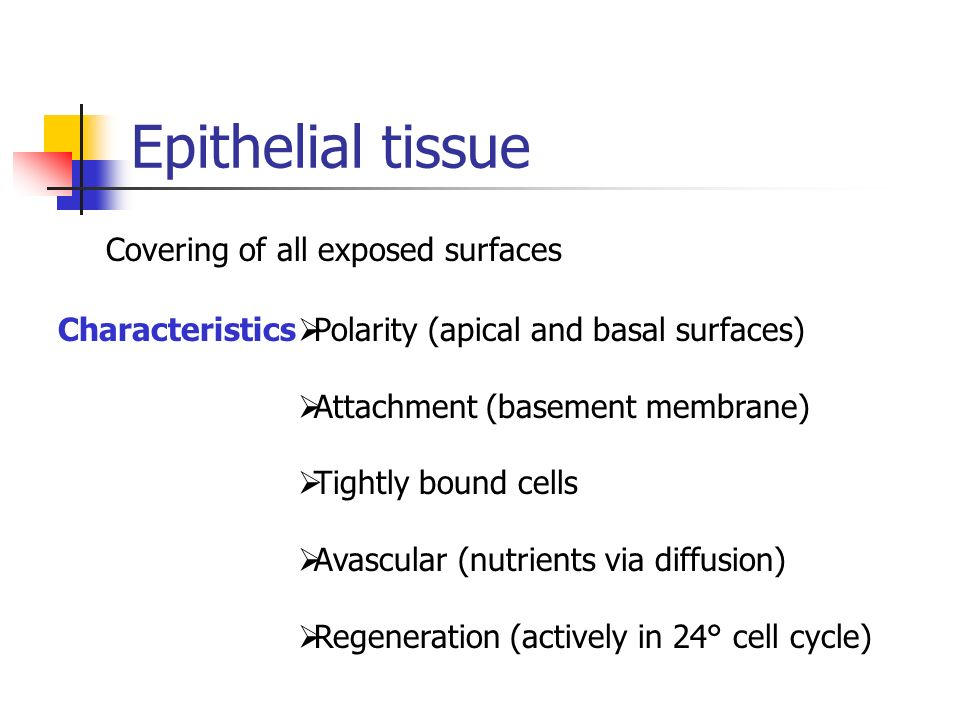 Epithelial tissue
Covering of all exposed surfaces
Characteristics ➢Polarity (apical and basal surfaces)
➢Attachment (basement membrane)
➢Tightly bound cells
➢Avascular (nutrients via diffusion)
➢Regeneration (actively in 24° cell cycle)